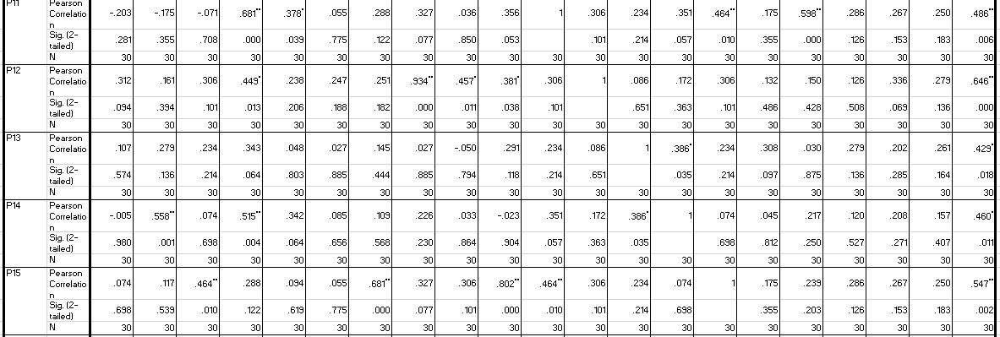 P11 Pearson Correlation -.203 -.175 -.071 .681** .378* .055 .288 .327 .036 .356 1 .306 .234 .351 .464** .175 .598** .286 .267 .250 .486**
Sig. (2-tailed) .281 .355 .708 .000 .039 .775 .122 .077 .850 .053 .101 .214 .057 .010 .355 .000 .126 .153 .183 .006
N 30 30 30 30 30 30 30 30 30 30 30 30 30 30 30 30 30 30 30 30 30
P12 Pearson Correlation .312 .161 .306 .449* .238 .247 .251 .934** .457* .381* .306 1 .086 .172 .306 .132 .150 .126 .336 .279 .646**
Sig. (2-tailed) .094 .394 .101 .013 .206 .188 .182 .000 .011 .038 .101 .651 .363 .101 .486 .428 .508 .069 .136 .000
N 30 30 30 30 30 30 30 30 30 30 30 30 30 30 30 30 30 30 30 30 30
P13 Pearson Correlation .107 .279 .234 .343 .048 .027 .145 .027 -.050 .291 .234 .086 1 .386* .234 .308 .030 .279 .202 .261 .429*
Sig. (2-tailed) .574 .136 .214 .064 .803 .885 .444 .885 .794 .118 .214 .651 .035 .214 .097 .875 .136 .285 .164 .018
N 30 30 30 30 30 30 30 30 30 30 30 30 30 30 30 30 30 30 30 30 30
P14 Pearson Correlation -.005 .558** .074 .515** .342 .085 .109 .226 .033 -.023 .351 .172 .386* 1 .074 .045 .217 .120 .208 .157 .460*
Sig. (2-tailed) .980 .001 .698 .004 .064 .656 .568 .230 .864 .904 .057 .363 .035 .698 .812 .250 .527 .271 .407 .011
N 30 30 30 30 30 30 30 30 30 30 30 30 30 30 30 30 30 30 30 30 30
P15 Pearson Correlation .074 .117 .464** .288 .094 .055 .681** .327 .306 .802** .464** .306 .234 .074 1 .175 .239 .286 .267 .250 .547**
Sig. (2-tailed) .698 .539 .010 .122 .619 .775 .000 .077 .101 .000 .010 .101 .214 .698 .355 .203 .126 .153 .183 .002
N 30 30 30 30 30 30 30 30 30 30 30 30 30 30 30 30 30 30 30 30 30